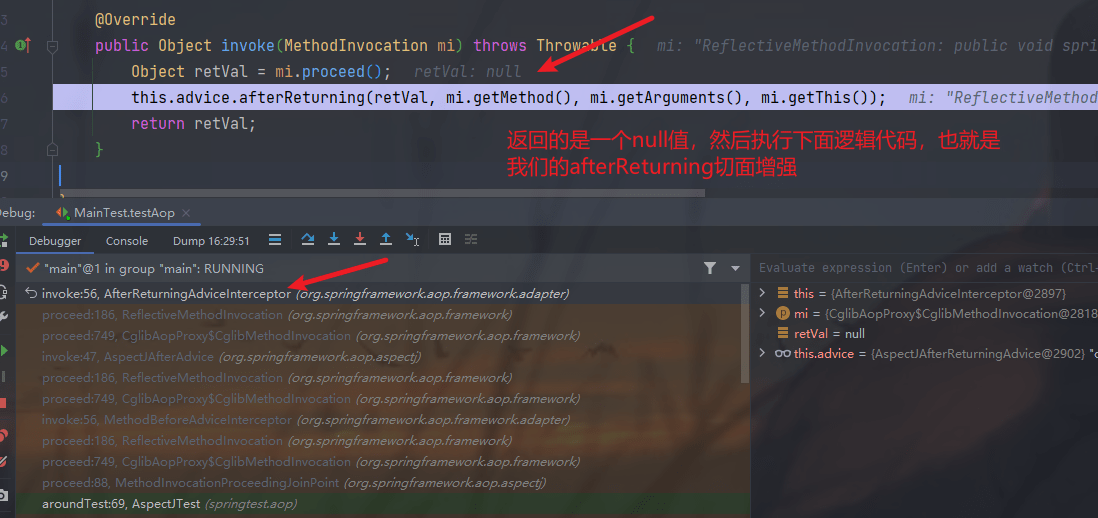 3
@Override
4
public Object invoke(MethodInvocation mi) throws Throwable {   mi: "ReflectiveMethodInvocation: public void spri
5
Object retVal = mi.proceed();   retVal: null
6
this.advice.afterReturning(retVal, mi.getMethod(), mi.getArguments(), mi.getThis());   mi: "ReflectiveMethod
7
return retVal;
8
}
9
返回的是一个null值，然后执行下面逻辑代码，也就是
我们的afterReturning切面增强
Debug:
MainTest.testAop
Debugger
Console
Dump 16:29:51
"main"@1 in group "main": RUNNING
invoke:56, AfterReturningAdviceInterceptor (org.springframework.aop.framework.adapter)
proceed:186, ReflectiveMethodInvocation (org.springframework.aop.framework)
proceed:749, CglibAopProxy$CglibMethodInvocation (org.springframework.aop.framework)
invoke:47, AspectJAfterAdvice (org.springframework.aop.aspectj)
proceed:186, ReflectiveMethodInvocation (org.springframework.aop.framework)
proceed:749, CglibAopProxy$CglibMethodInvocation (org.springframework.aop.framework)
invoke:56, MethodBeforeAdviceInterceptor (org.springframework.aop.framework.adapter)
proceed:186, ReflectiveMethodInvocation (org.springframework.aop.framework)
proceed:749, CglibAopProxy$CglibMethodInvocation (org.springframework.aop.framework)
proceed:88, MethodInvocationProceedingJoinPoint (org.springframework.aop.aspectj)
aroundTest:69, AspectJTest (springtest.aop)
Evaluate expression (Enter) or add a watch (Ctrl+
this = {AfterReturningAdviceInterceptor@2897}
mi = {CglibAopProxy$CglibMethodInvocation@2818
retVal = null
this.advice = {AspectJAfterReturningAdvice@2902} "o